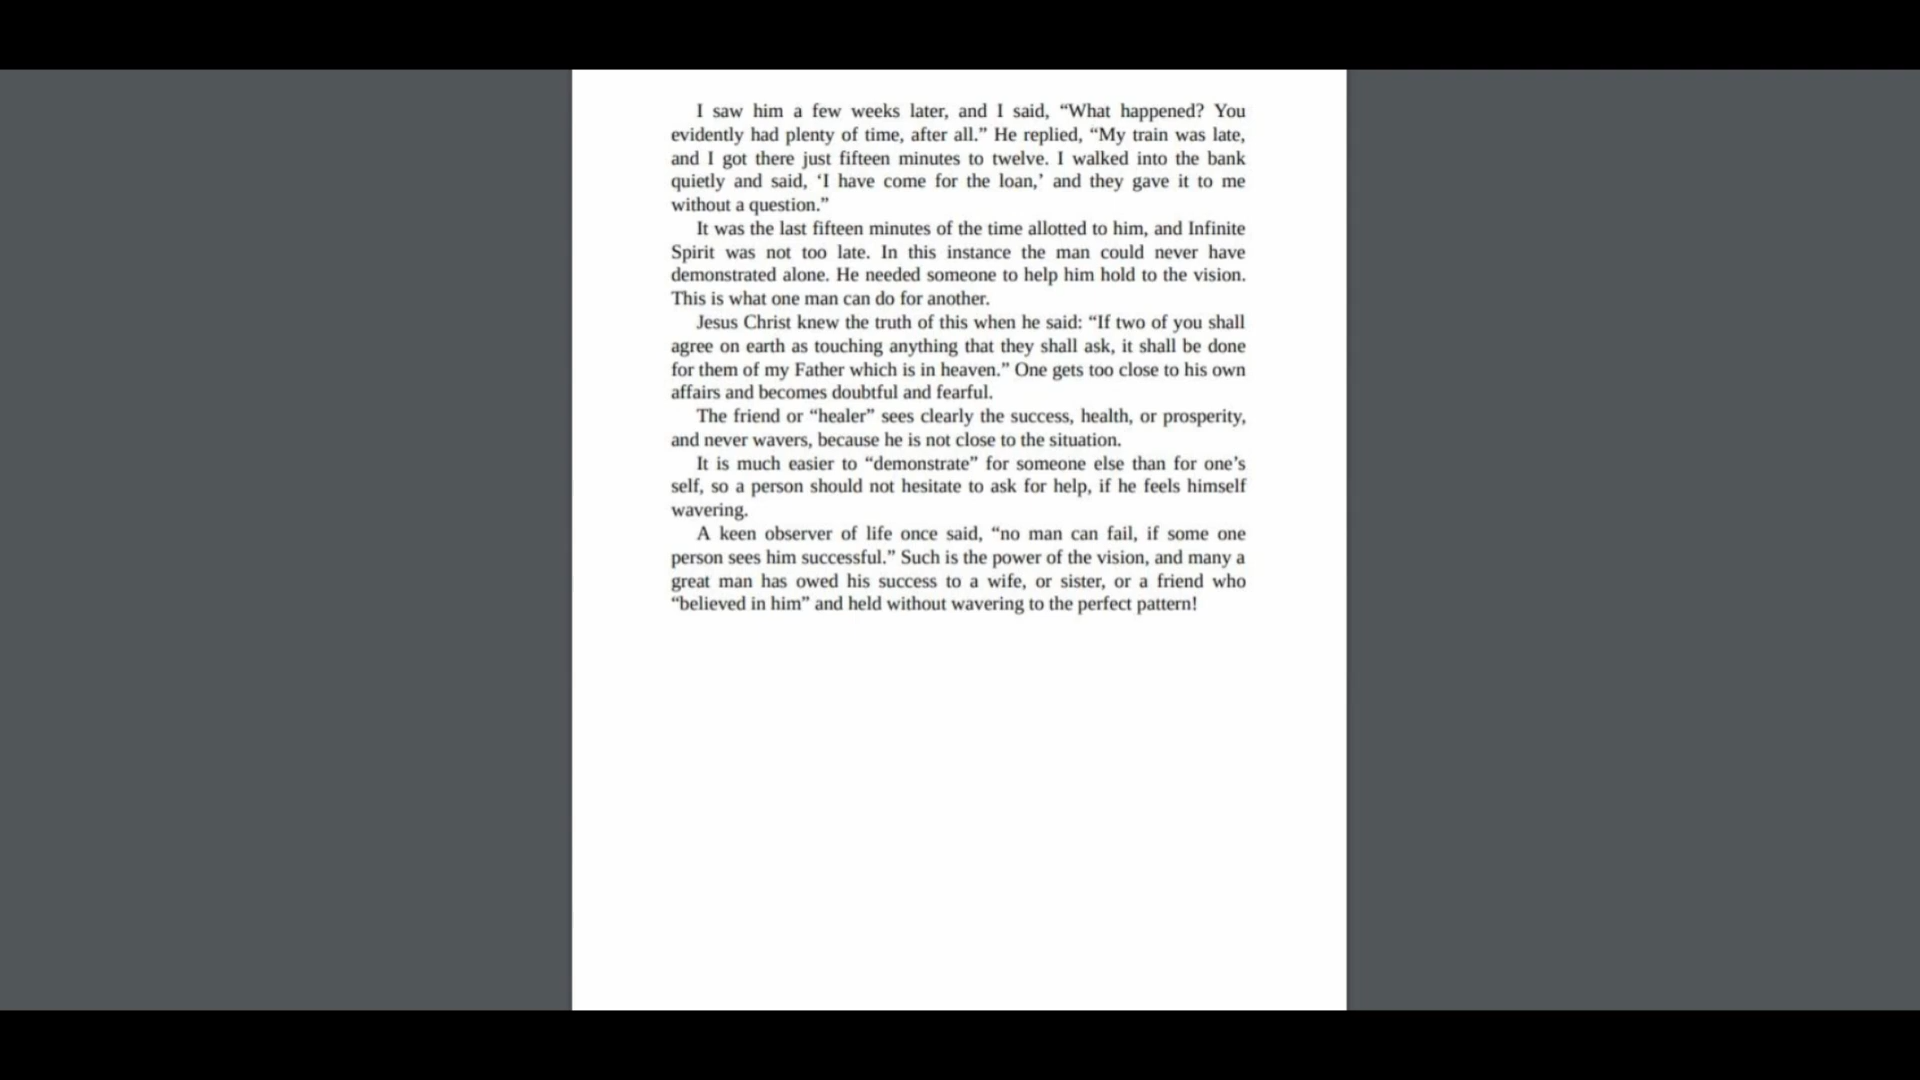 I saw him a few weeks later, and I said, “What happened? You
evidently had plenty of time, after all.” He replied, “My train was late,
and I got there just fifteen minutes to twelve. I walked into the bank
quietly and said, ‘I have come for the loan,’ and they gave it to me
without a question.”
It was the last fifteen minutes of the time allotted to him, and Infinite
Spirit was not too late. In this instance the man could never have
demonstrated alone. He needed someone to help him hold to the vision.
This is what one man can do for another.
Jesus Christ knew the truth of this when he said: “If two of you shall
agree on earth as touching anything that they shall ask, it shall be done
for them of my Father which is in heaven.” One gets too close to his own
affairs and becomes doubtful and fearful.
The friend or “healer” sees clearly the success, health, or prosperity,
and never wavers, because he is not close to the situation.
It is much easier to “demonstrate” for someone else than for one’s
self, so a person should not hesitate to ask for help, if he feels himself
wavering.
A keen observer of life once said, “no man can fail, if some one
person sees him successful.” Such is the power of the vision, and many a
great man has owed his success to a wife, or sister, or a friend who
“believed in him” and held without wavering to the perfect pattern!